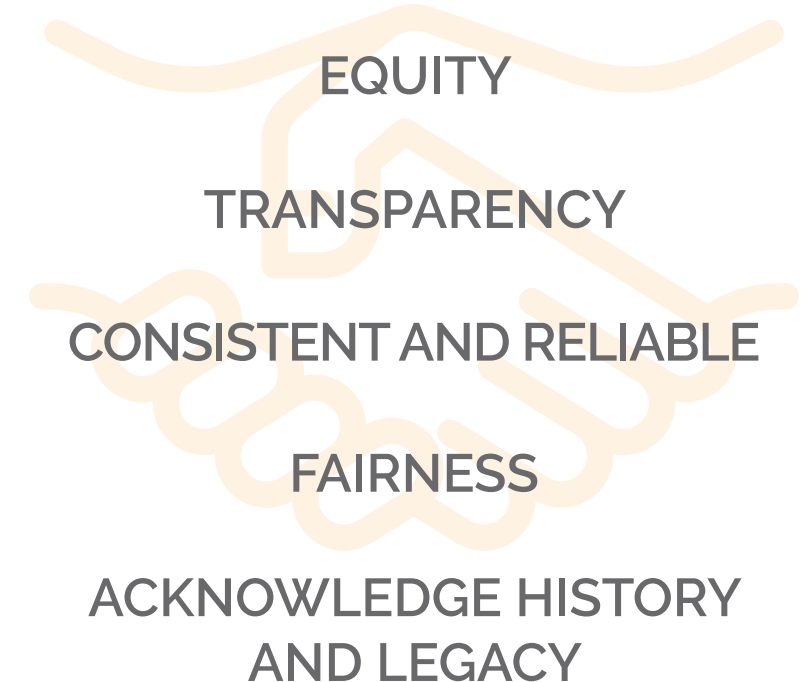 EQUITY
TRANSPARENCY
CONSISTENT AND RELIABLE
FAIRNESS
ACKNOWLEDGE HISTORY
AND LEGACY